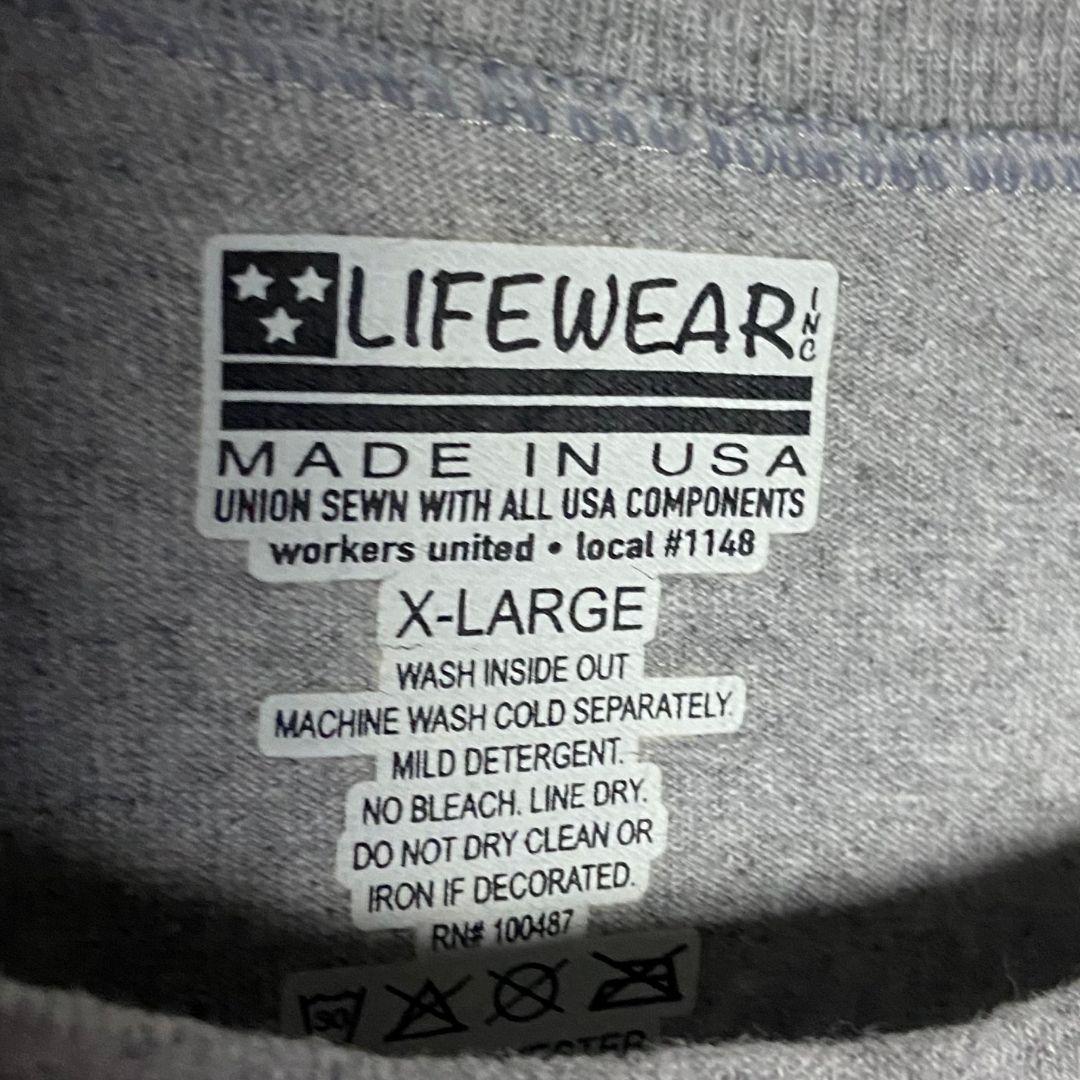 LIFEWEAR INC
MADE IN USA
UNION SEWN WITH ALL USA COMPONENTS
workers united • local #1148
X-LARGE
WASH INSIDE OUT
MACHINE WASH COLD SEPARATELY.
MILD DETERGENT.
NO BLEACH. LINE DRY.
DO NOT DRY CLEAN OR
IRON IF DECORATED.
RN# 100487